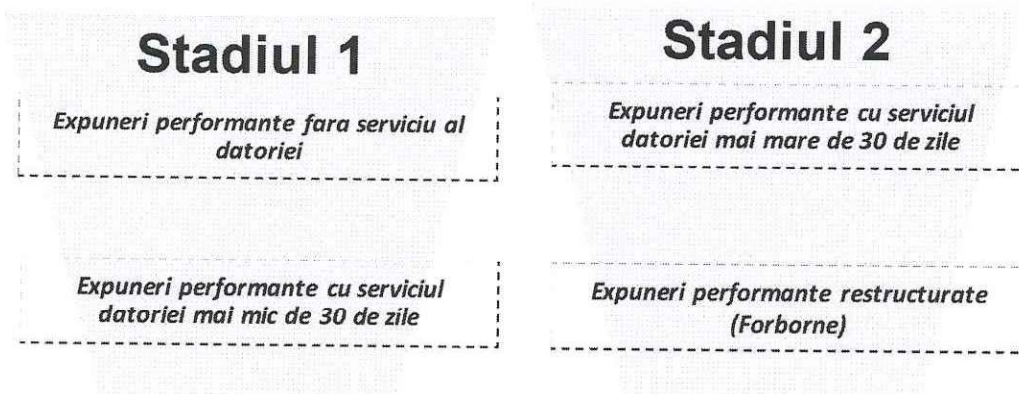 Stadiul 1
Expuneri performante fara serviciu al
datoriei
Expuneri performante cu serviciul
datoriei mai mic de 30 de zile
Stadiul 2
Expuneri performante cu serviciul
datoriei mai mare de 30 de zile
Expuneri performante restructurate
(Forborne)